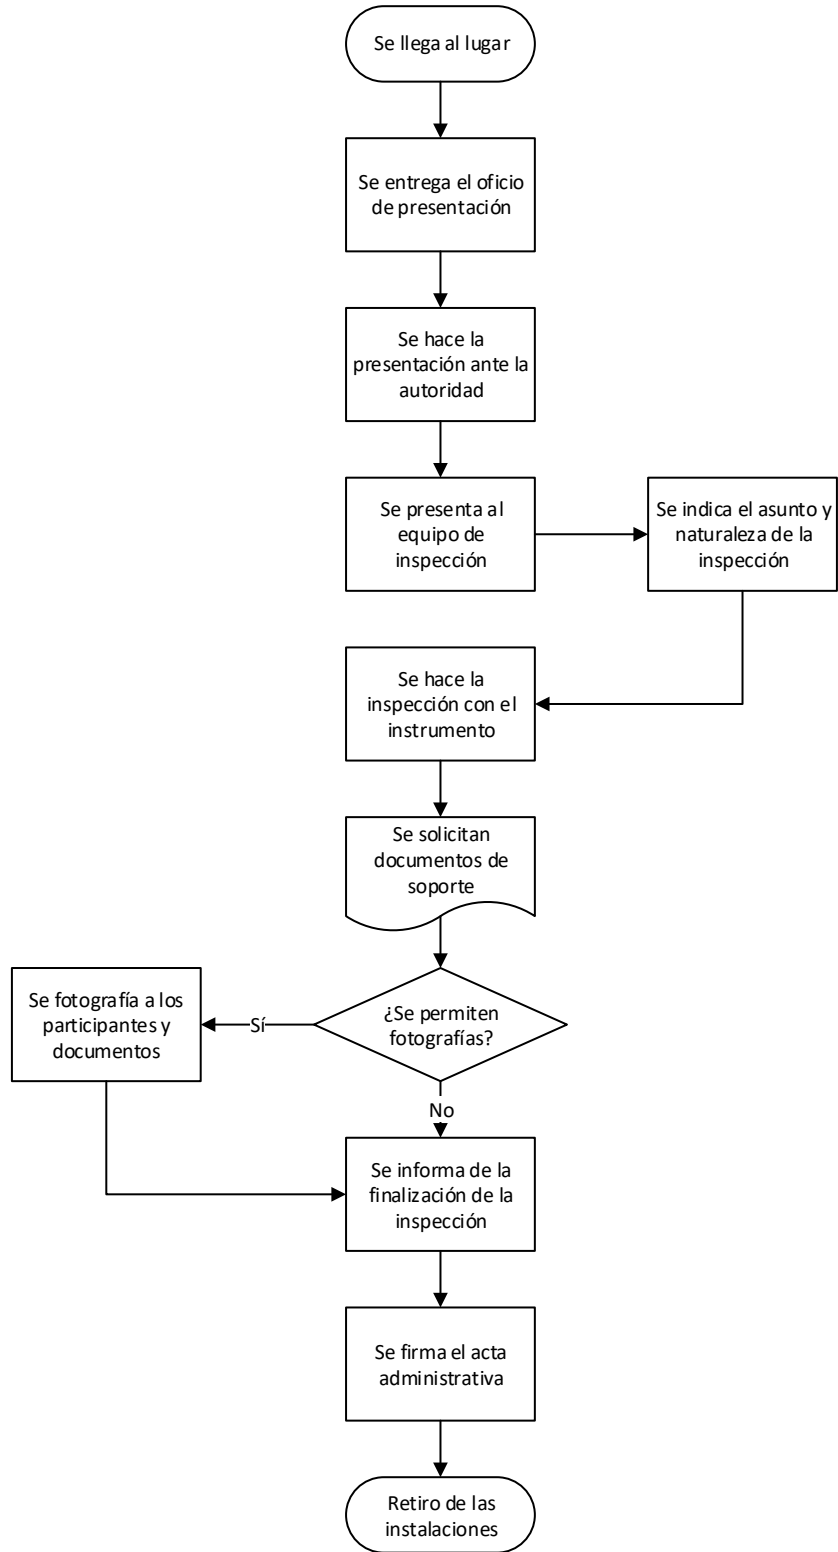 Se llega al lugar
Se entrega el oficio
de presentación
Se hace la
presentación ante la
autoridad
Se presenta al
equipo de
inspección
Se indica el asunto y
naturaleza de la
inspección
Se hace la
inspección con el
instrumento
Se solicitan
documentos de
soporte
¿Se permiten
fotografías?
Sí
Se fotografía a los
participantes y
documentos
No
Se informa de la
finalización de la
inspección
Se firma el acta
administrativa
Retiro de las
instalaciones